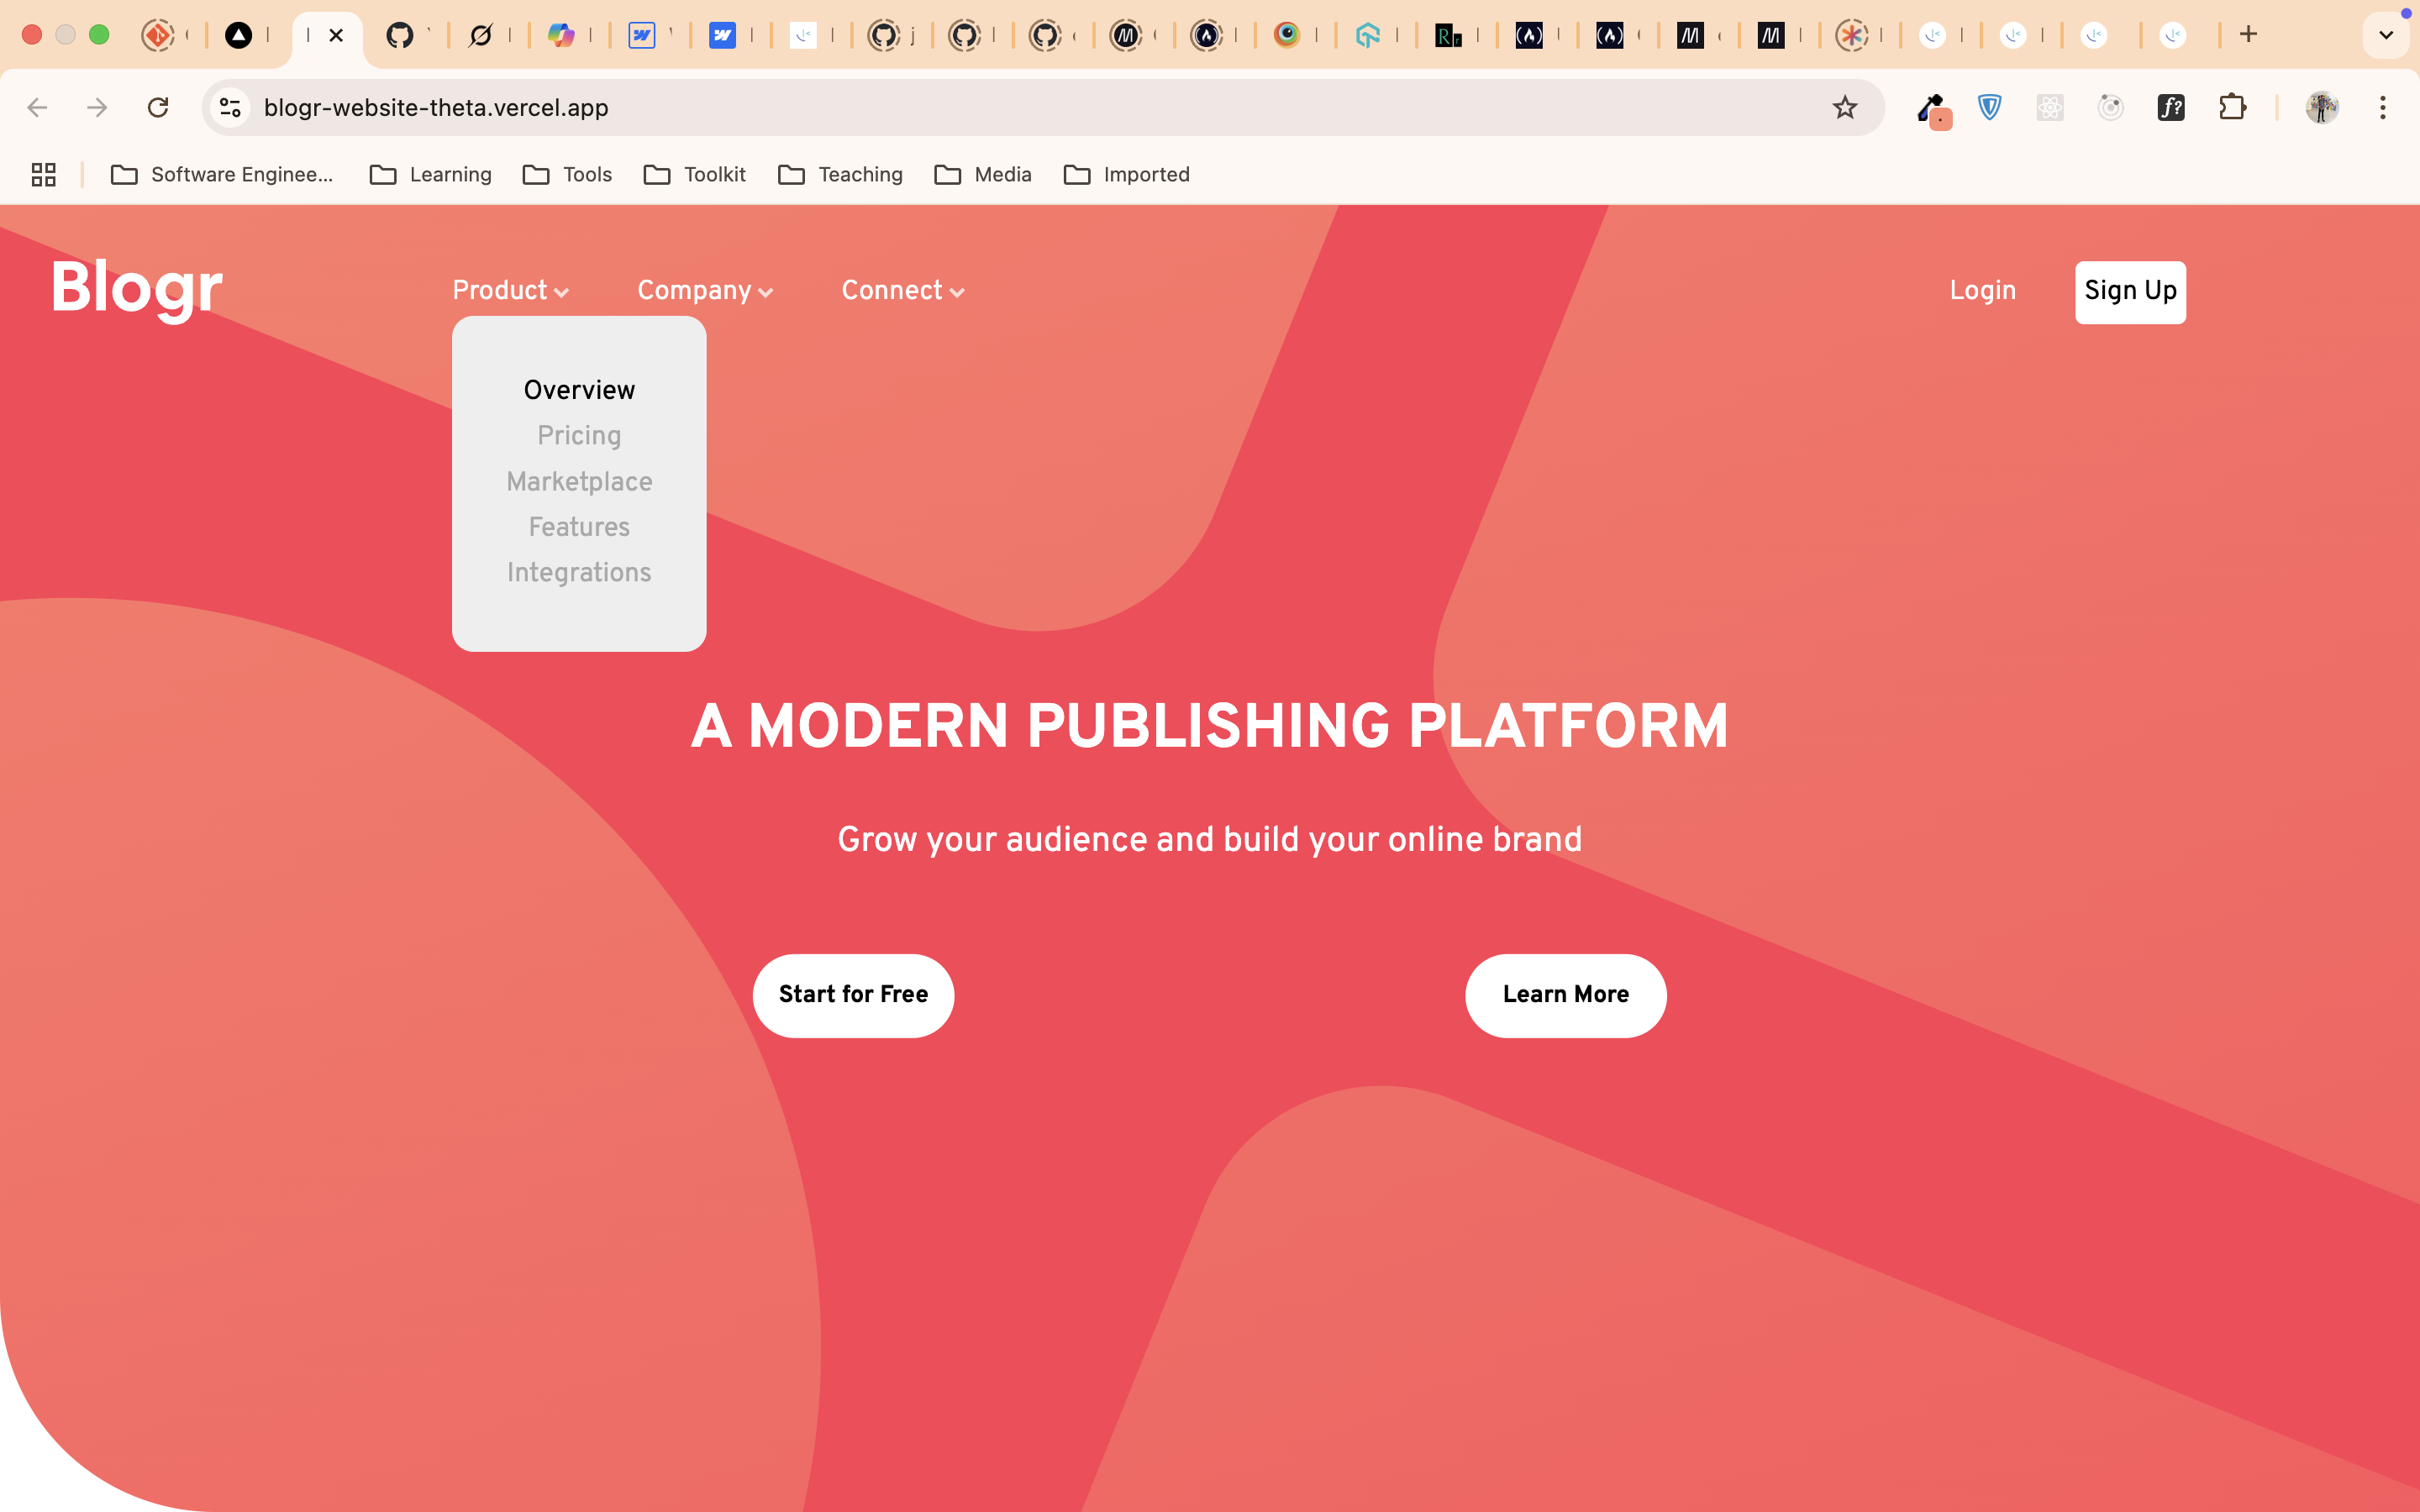 blogr-website-theta.vercel.app
Software Enginee...
Learning
Tools
Toolkit
Teaching
Media
Imported
Blogr
Product
Company
Connect
Login
Sign Up
Overview
Pricing
Marketplace
Features
Integrations
A MODERN PUBLISHING PLATFORM
Grow your audience and build your online brand
Start for Free
Learn More